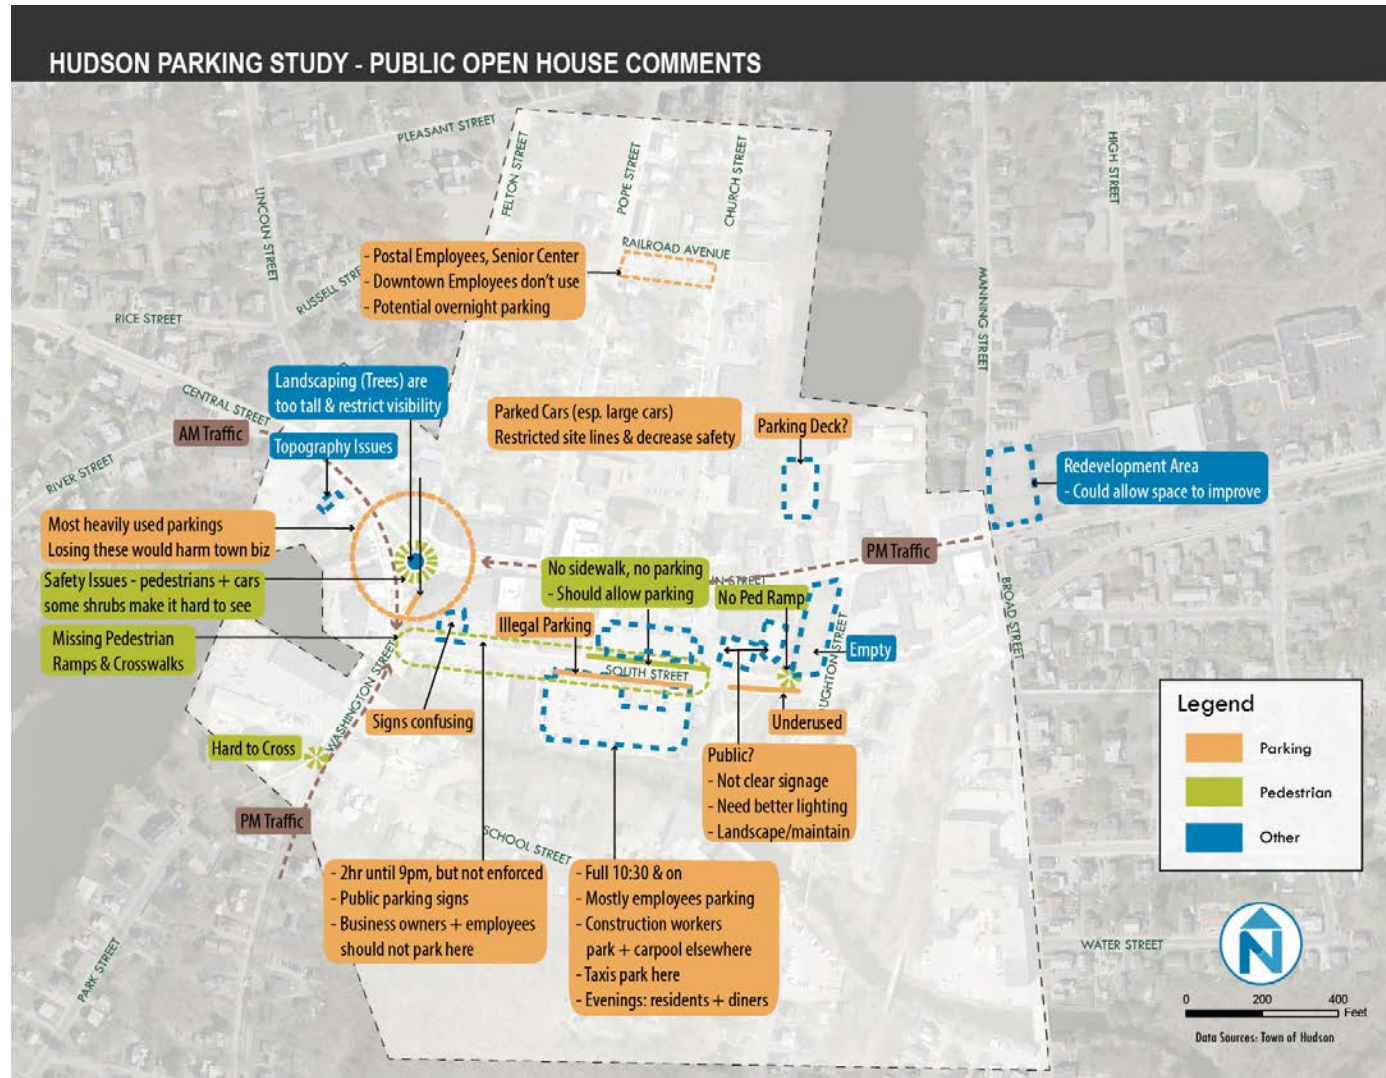 HUDSON PARKING STUDY - PUBLIC OPEN HOUSE COMMENTS
PLEASANT STREET
FELTON STREET
POPE STREET
CHURCH STREET
HIGH STREET
LINCOLN STREET
RAILROAD AVENUE
- Postal Employees, Senior Center
- Downtown Employees don't use
- Potential overnight parking
RUSSELL STRE
RICE STREET
MANNING STREET
CENTRAL STREET
Landscaping (Trees) are
too tall & restrict visibility
AM Traffic
Topography Issues
Parked Cars (esp. large cars)
Restricted site lines & decrease safety
Parking Deck?
RIVER STREET
Redevelopment Area
- Could allow space to improve
Most heavily used parkings
Losing these would harm town biz
PM Traffic
Safety Issues - pedestrians + cars
some shrubs make it hard to see
No sidewalk, no parking
- Should allow parking
IN STREET
No Ped Ramp
BROAD STREET
Missing Pedestrian
Ramps & Crosswalks
Illegal Parking
Empty
UGHTON STREET
SOUTH STREET
WASHINGTON STREET
Signs confusing
Underused
Hard to Cross
Public?
- Not clear signage
- Need better lighting
- Landscape/maintain
PM Traffic
SCHOOL STREET
- 2hr until 9pm, but not enforced
- Public parking signs
- Business owners + employees
should not park here
- Full 10:30 & on
- Mostly employees parking
- Construction workers
park + carpool elsewhere
- Taxis park here
- Evenings: residents + diners
PARK STREET
WATER STREET
Legend
Parking
Pedestrian
Other
N
0 200 400
Feet
Data Sources: Town of Hudson